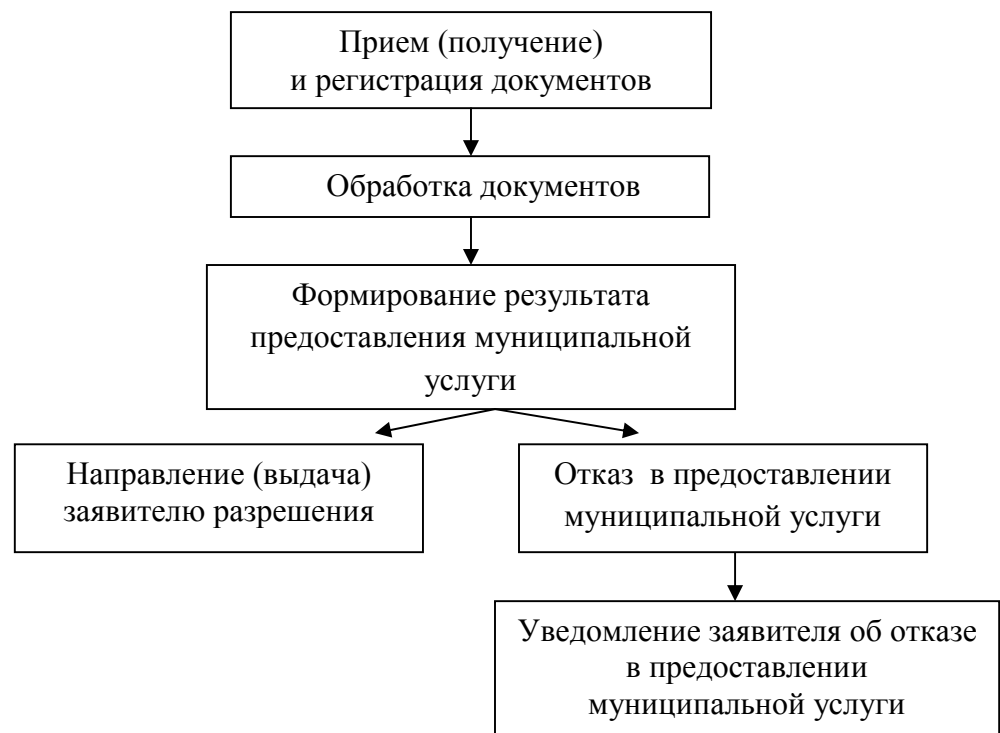 Прием (получение)
и регистрация документов
Обработка документов
Формирование результата
предоставления муниципальной
услуги
Направление (выдача)
заявителю разрешения
Отказ в предоставлении
муниципальной услуги
Уведомление заявителя об отказе
в предоставлении
муниципальной услуги